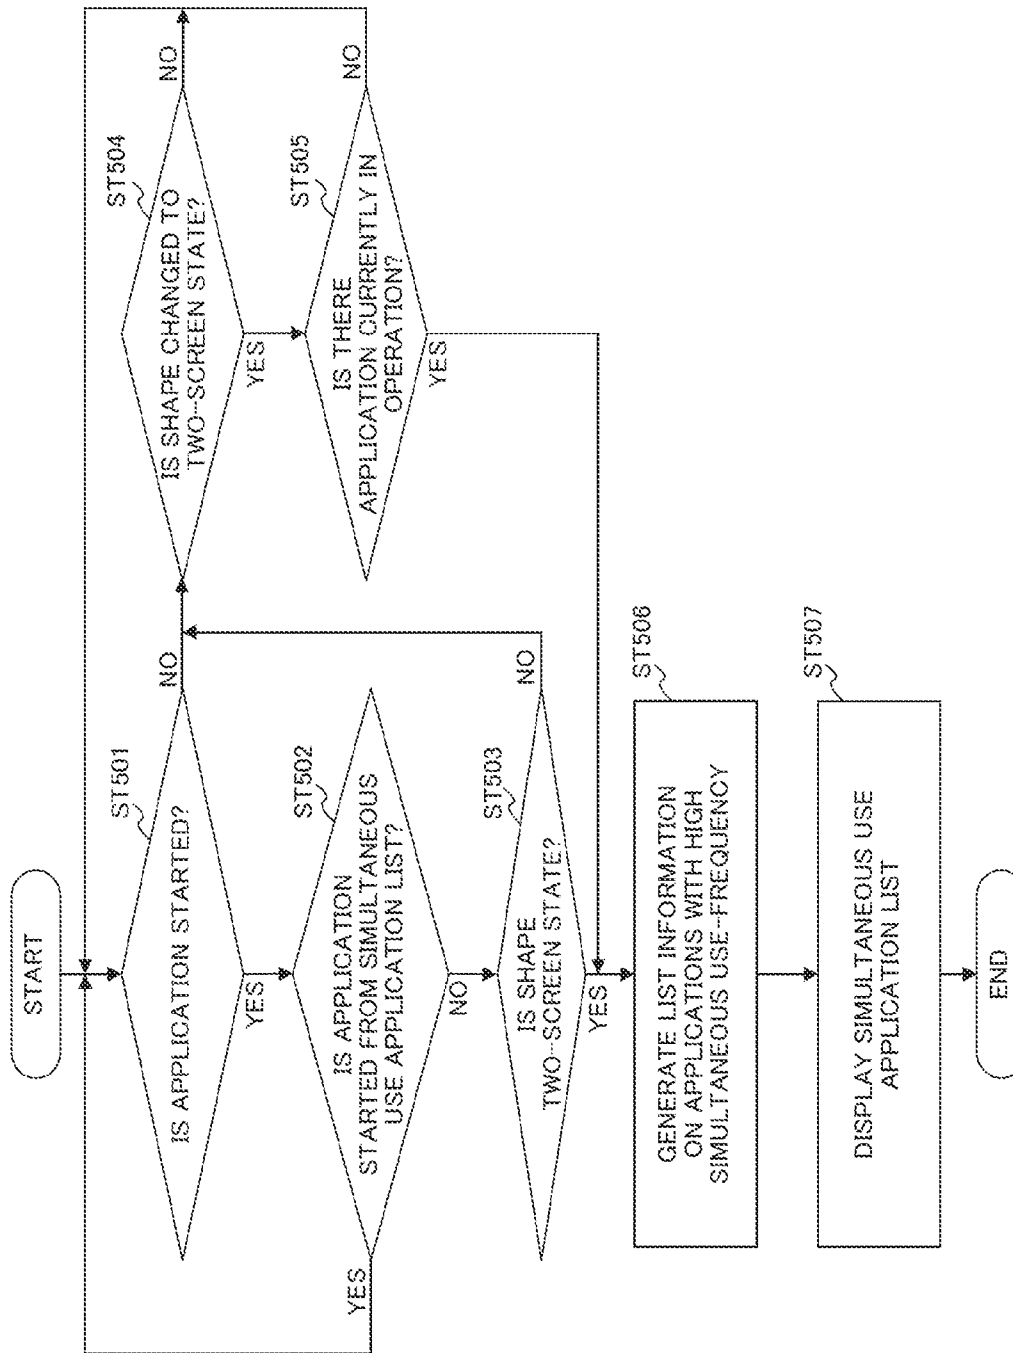 START
ST501
IS APPLICATION STARTED?
NO
YES
ST502
IS APPLICATION
STARTED FROM SIMULTANEOUS
USE APPLICATION LIST?
YES
NO
ST503
IS SHAPE
TWO-SCREEN STATE?
NO
YES
ST504
IS SHAPE CHANGED TO
TWO-SCREEN STATE?
NO
YES
ST505
IS THERE
APPLICATION CURRENTLY IN
OPERATION?
NO
YES
ST506
GENERATE LIST INFORMATION
ON APPLICATIONS WITH HIGH
SIMULTANEOUS USE-FREQUENCY
ST507
DISPLAY SIMULTANEOUS USE
APPLICATION LIST
END